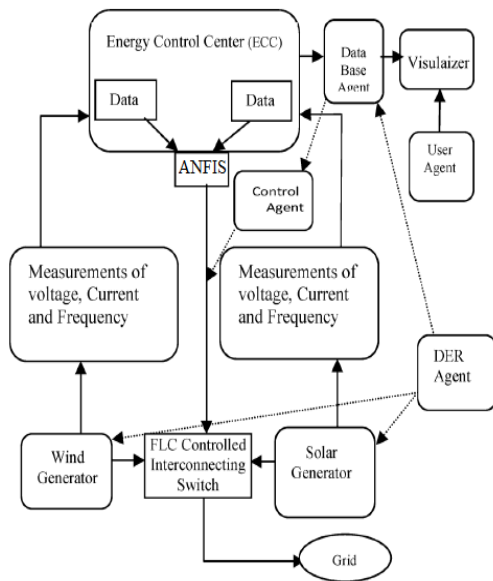 Energy Control Center (ECC)
Data
Data
ANFIS
Data
Base
Agent
Visulaizer
User
Agent
Control
Agent
Measurements of
voltage, Current
and Frequency
Measurements of
voltage, Current
and Frequency
DER
Agent
Wind
Generator
FLC Controlled
Interconnecting
Switch
Solar
Generator
Grid